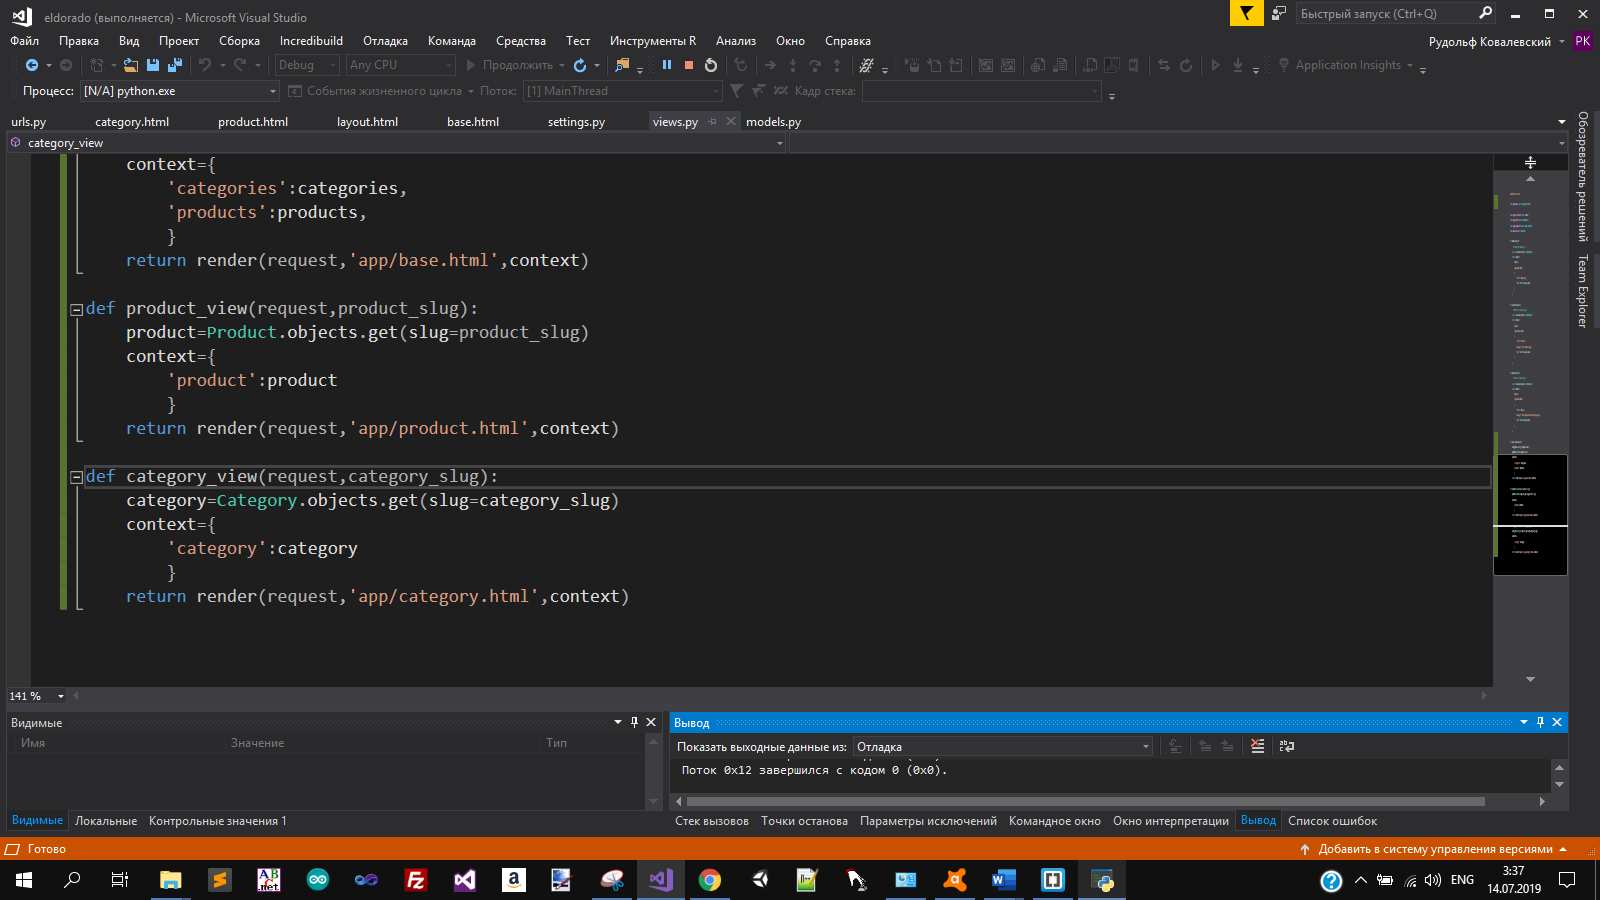 eldorado (выполняется) - Microsoft Visual Studio
Быстрый запуск (Ctrl+Q)
Файл Правка Вид Проект Сборка Incredibuild Отладка Команда Средства Тест Инструменты R Анализ Окно Справка
Рудольф Ковалевский РК
Debug Any CPU Продолжить Application Insights
Процесс: [N/A] python.exe События жизненного цикла Поток: [1] MainThread Кадр стека:
urls.py category.html product.html layout.html base.html settings.py views.py models.py
category_view
context={
'categories':categories,
'products':products,
}
return render(request,'app/base.html',context)
def product_view(request,product_slug):
product=Product.objects.get(slug=product_slug)
context={
'product':product
}
return render(request,'app/product.html',context)
def category_view(request,category_slug):
category=Category.objects.get(slug=category_slug)
context={
'category':category
}
return render(request,'app/category.html',context)
Обозреватель решений
Team Explorer
141 %
Видимые
Имя Значение Тип
Видимые Локальные Контрольные значения 1
Вывод
Показать выходные данные из: Отладка
Поток 0x12 завершился с кодом 0 (0x0).
Стек вызовов Точки останова Параметры исключений Командное окно Окно интерпретации Вывод Список ошибок
Готово
Добавить в систему управления версиями
ENG
3:37
14.07.2019